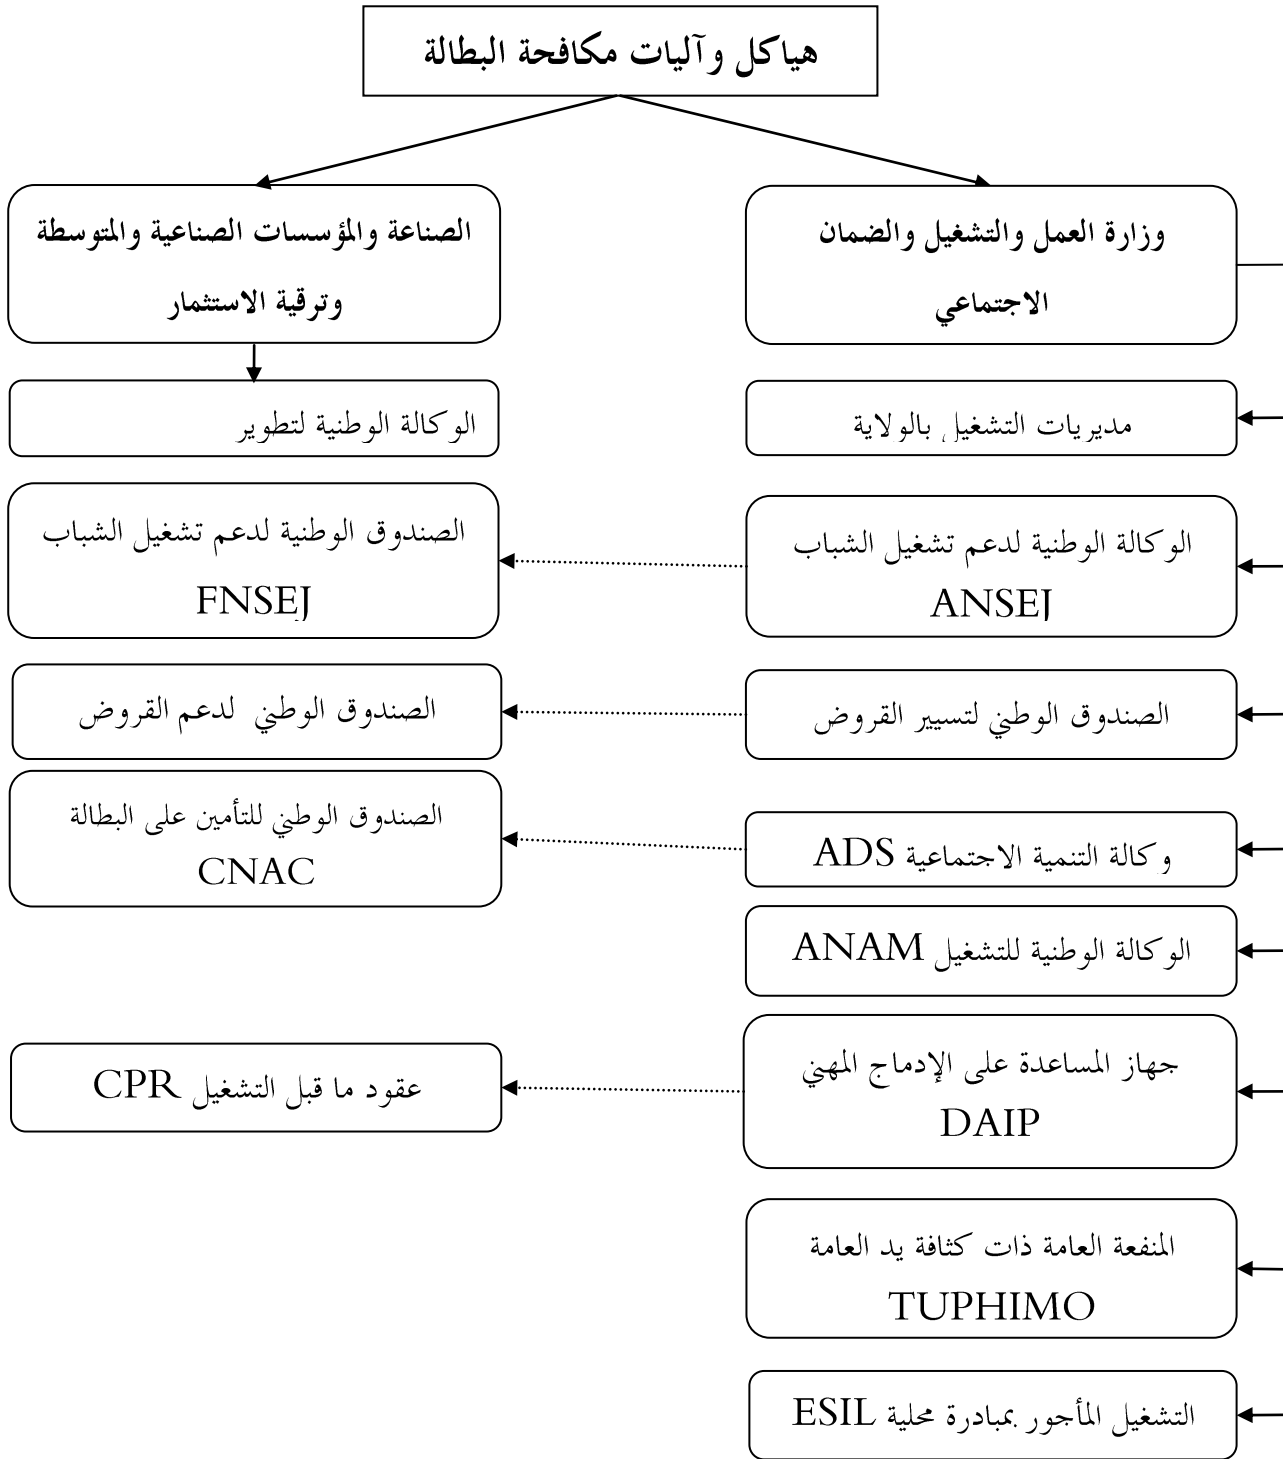 هياكل وآليات مكافحة البطالة
وزارة العمل والتشغيل والضمان
الاجتماعي
الصناعة والمؤسسات الصناعية والمتوسطة
وترقية الاستثمار
مديريات التشغيل بالولاية
الوكالة الوطنية لتطوير
الوكالة الوطنية لدعم تشغيل الشباب
ANSEJ
الصندوق الوطنية لدعم تشغيل الشباب
FNSEJ
الصندوق الوطني لتسيير القروض
الصندوق الوطني لدعم القروض
وكالة التنمية الاجتماعية ADS
الصندوق الوطني للتأمين على البطالة
CNAC
الوكالة الوطنية للتشغيل ANAM
جهاز المساعدة على الإدماج المهني
DAIP
عقود ما قبل التشغيل CPR
المنفعة العامة ذات كثافة يد العامة
TUPHIMO
التشغيل المأجور بمبادرة محلية ESIL